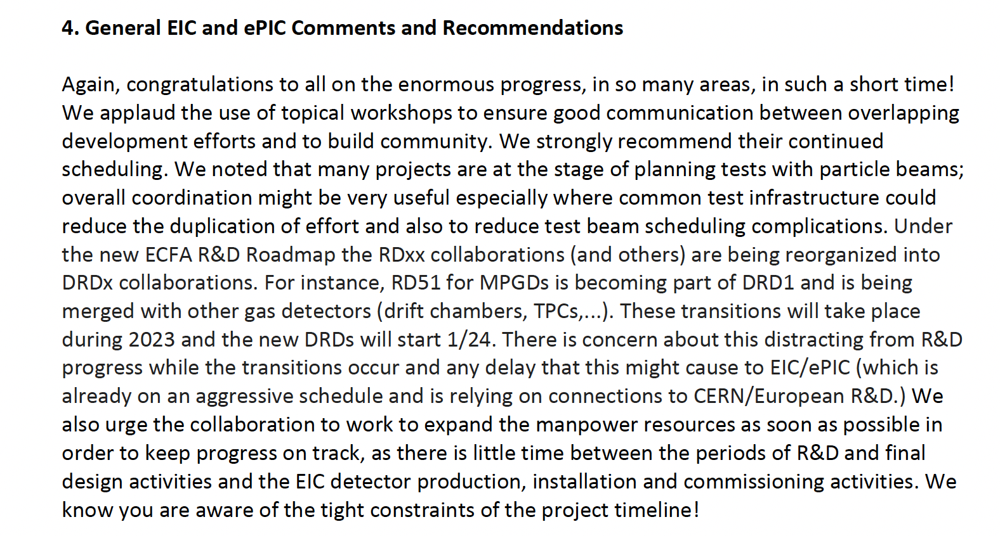 4. General EIC and ePIC Comments and Recommendations
Again, congratulations to all on the enormous progress, in so many areas, in such a short time!
We applaud the use of topical workshops to ensure good communication between overlapping
development efforts and to build community. We strongly recommend their continued
scheduling. We noted that many projects are at the stage of planning tests with particle beams;
overall coordination might be very useful especially where common test infrastructure could
reduce the duplication of effort and also to reduce test beam scheduling complications. Under
the new ECFA R&D Roadmap the RDxx collaborations (and others) are being reorganized into
DRDx collaborations. For instance, RD51 for MPGDs is becoming part of DRD1 and is being
merged with other gas detectors (drift chambers, TPCs,...). These transitions will take place
during 2023 and the new DRDs will start 1/24. There is concern about this distracting from R&D
progress while the transitions occur and any delay that this might cause to EIC/ePIC (which is
already on an aggressive schedule and is relying on connections to CERN/European R&D.) We
also urge the collaboration to work to expand the manpower resources as soon as possible in
order to keep progress on track, as there is little time between the periods of R&D and final
design activities and the EIC detector production, installation and commissioning activities. We
know you are aware of the tight constraints of the project timeline!